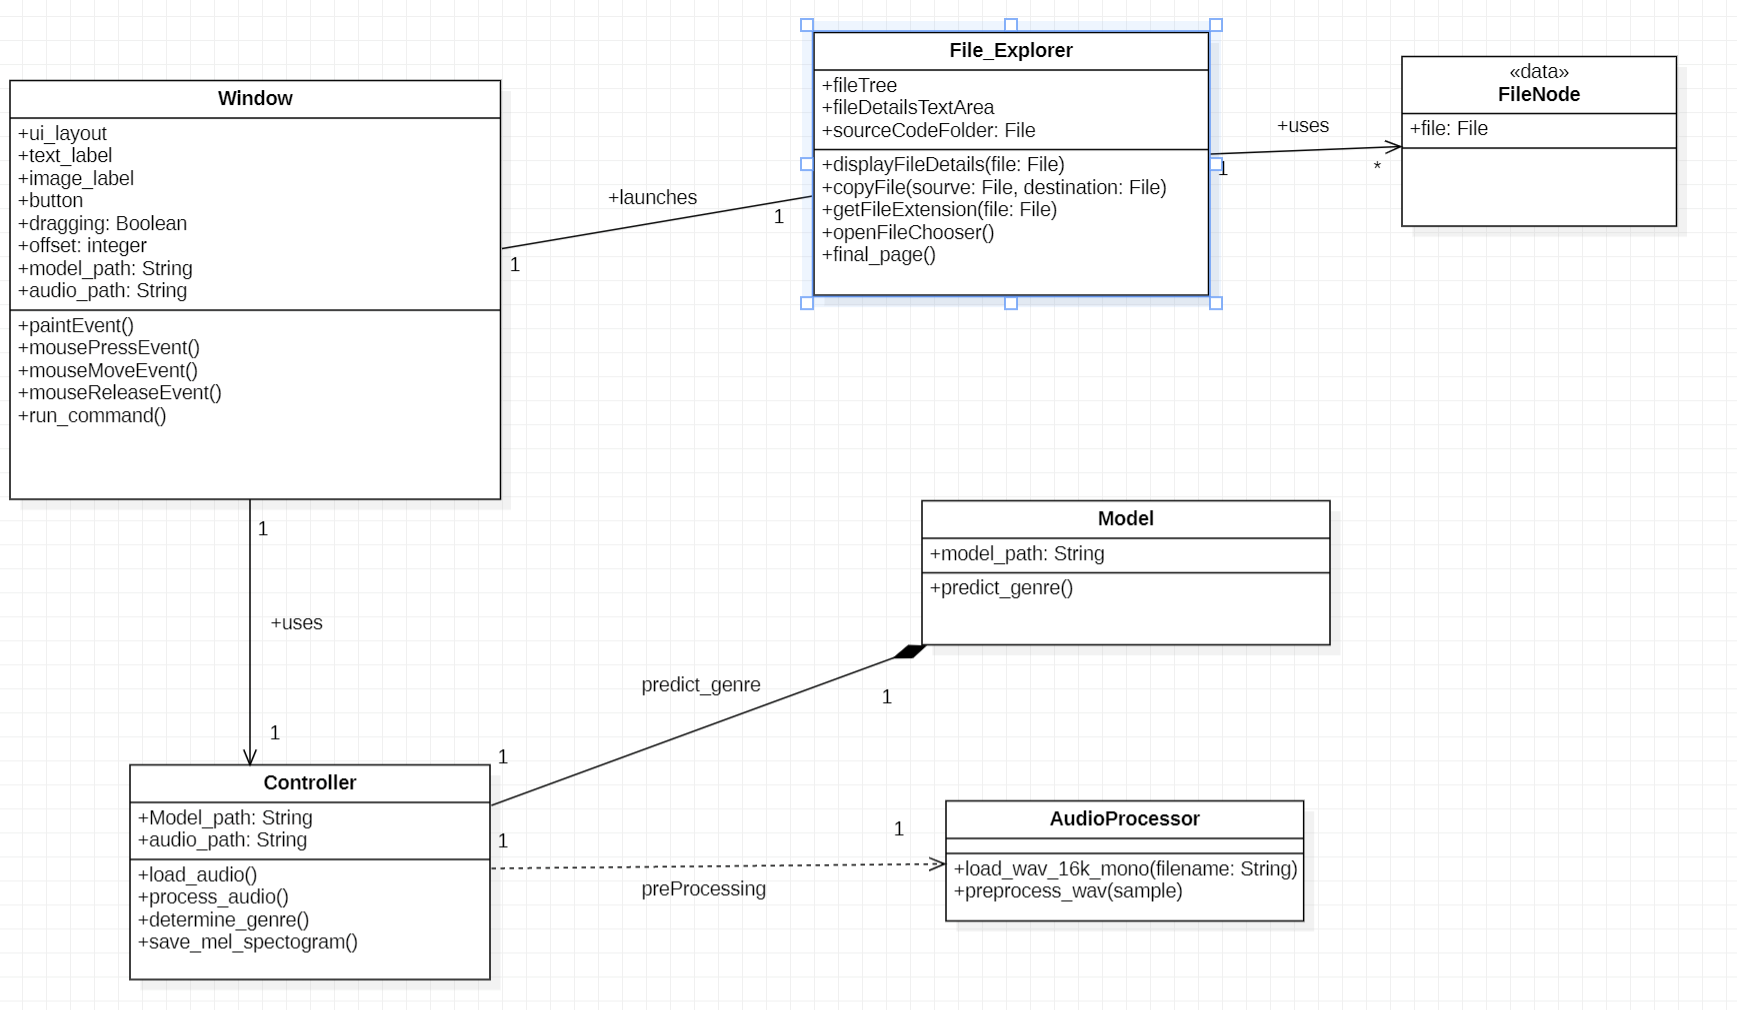 Window
+ui_layout
+text_label
+image_label
+button
+dragging: Boolean
+offset: integer
+model_path: String
+audio_path: String
+paintEvent()
+mousePressEvent()
+mouseMoveEvent()
+mouseReleaseEvent()
+run_command()
+launches
1
1
File_Explorer
+fileTree
+fileDetailsTextArea
+sourceCodeFolder: File
+displayFileDetails(file: File)
+copyFile(sourve: File, destination: File)
+getFileExtension(file: File)
+openFileChooser()
+final_page()
+uses
1
*
«data»
FileNode
+file: File
1
+uses
1
Model
+model_path: String
+predict_genre()
predict_genre
1
1
Controller
+Model_path: String
+audio_path: String
+load_audio()
+process_audio()
+determine_genre()
+save_mel_spectogram()
1
1
preProcessing
AudioProcessor
+load_wav_16k_mono(filename: String)
+preprocess_wav(sample)